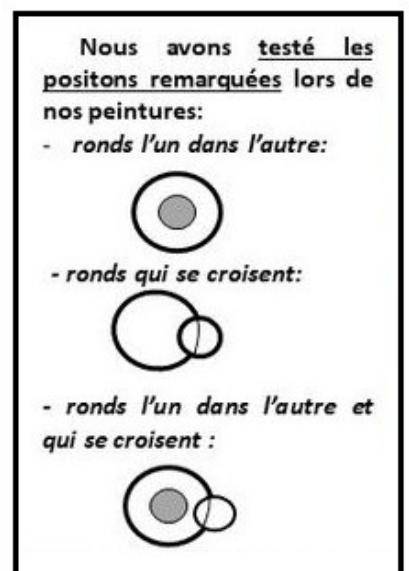 Nous avons testé les
positons remarquées lors de
nos peintures:
- ronds l'un dans l'autre:
- ronds qui se croisent:
- ronds l'un dans l'autre et
qui se croisent :